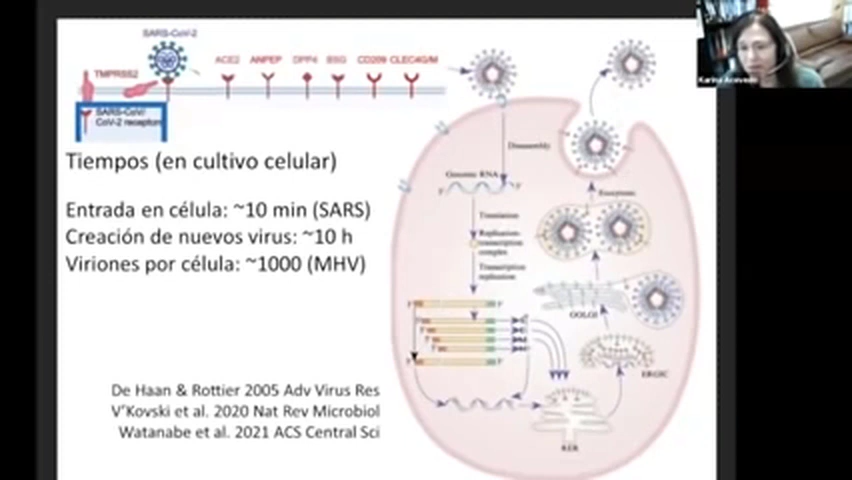 SARS-CoV-2
TMPRSS2
ACE2 ANPEP DPP4 BSG CD209 CLEC4G/M
SARS-CoV/
CoV-2 receptors
Tiempos (en cultivo celular)
Entrada en célula: ~10 min (SARS)
Creación de nuevos virus: ~10 h
Viriones por célula: ~1000 (MHV)
De Haan & Rottier 2005 Adv Virus Res
V'Kovski et al. 2020 Nat Rev Microbiol
Watanabe et al. 2021 ACS Central Sci
Disassembly
Genomic RNA
Translation
Replication-
transcription
complex
Transcription
replication
Exocytosis
GOLGI
ERGIC
Karina